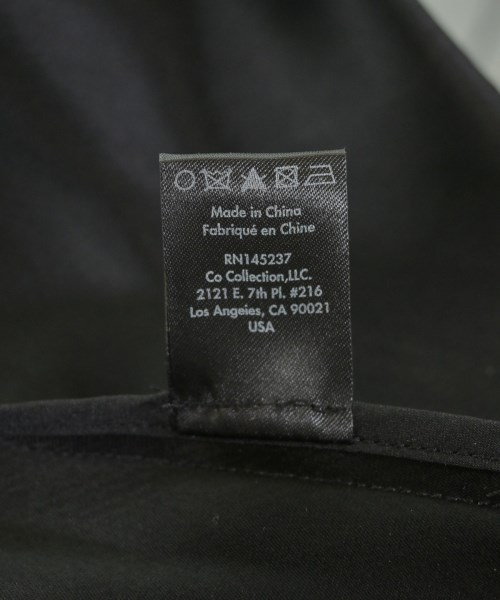 Made in China
Fabriqué en Chine
RN145237
Co Collection,LLC.
2121 E. 7th Pl. #216
Los Angeles, CA 90021
USA